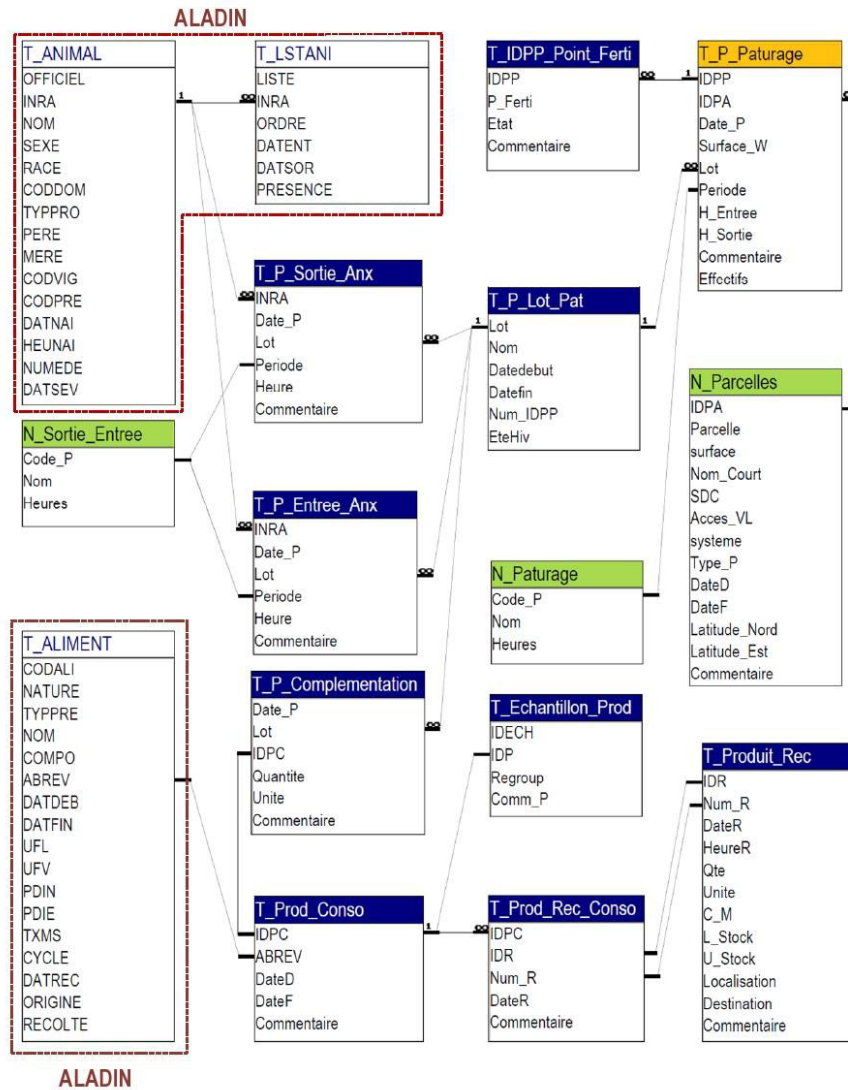 ALADIN
T_ANIMAL
OFFICIEL
INRA
NOM
SEXE
RACE
CODDOM
TYPPRO
PERE
MERE
CODVIG
CODPRE
DATNAI
HEUNAI
NUMEDE
DATSEV
1
T_LSTANI
LISTE
INRA
ORDRE
DATENT
DATSOR
PRESENCE
∞
T_IDPP_Point_Ferti
IDPP
P_Ferti
Etat
Commentaire
∞
1
T_P_Paturage
IDPP
IDPA
Date_P
Surface_W
Lot
Periode
H_Entree
H_Sortie
Commentaire
Effectifs
∞
T_P_Sortie_Anx
INRA
Date_P
Lot
Periode
Heure
Commentaire
∞
∞
T_P_Lot_Pat
Lot
Nom
Datedebut
Datefin
Num_IDPP
EteHiv
1
1
N_Parcelles
IDPA
Parcelle
surface
Nom_Court
SDC
Acces_VL
systeme
Type_P
DateD
DateF
Latitude_Nord
Latitude_Est
Commentaire
N_Sortie_Entree
Code_P
Nom
Heures
T_P_Entree_Anx
INRA
Date_P
Lot
Periode
Heure
Commentaire
∞
∞
N_Paturage
Code_P
Nom
Heures
T_ALIMENT
CODALI
NATURE
TYPPRE
NOM
COMPO
ABREV
DATDEB
DATFIN
UFL
UFV
PDIN
PDIE
TXMS
CYCLE
DATREC
ORIGINE
RECOLTE
ALADIN
T_P_Complementation
Date_P
Lot
IDPC
Quantite
Unite
Commentaire
∞
T_Echantillon_Prod
IDECH
IDP
Regroup
Comm_P
T_Produit_Rec
IDR
Num_R
DateR
HeureR
Qte
Unite
C_M
L_Stock
U_Stock
Localisation
Destination
Commentaire
T_Prod_Conso
IDPC
ABREV
DateD
DateF
Commentaire
1
∞
T_Prod_Rec_Conso
IDPC
IDR
Num_R
DateR
Commentaire